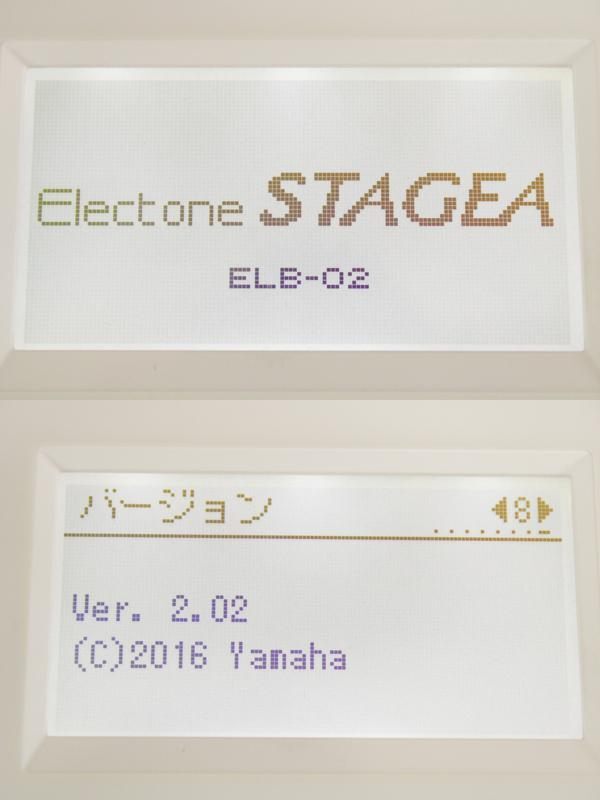 Electone STAGEA
ELB-02
バージョン ◀8▶
Ver. 2.02
(C)2016 Yamaha